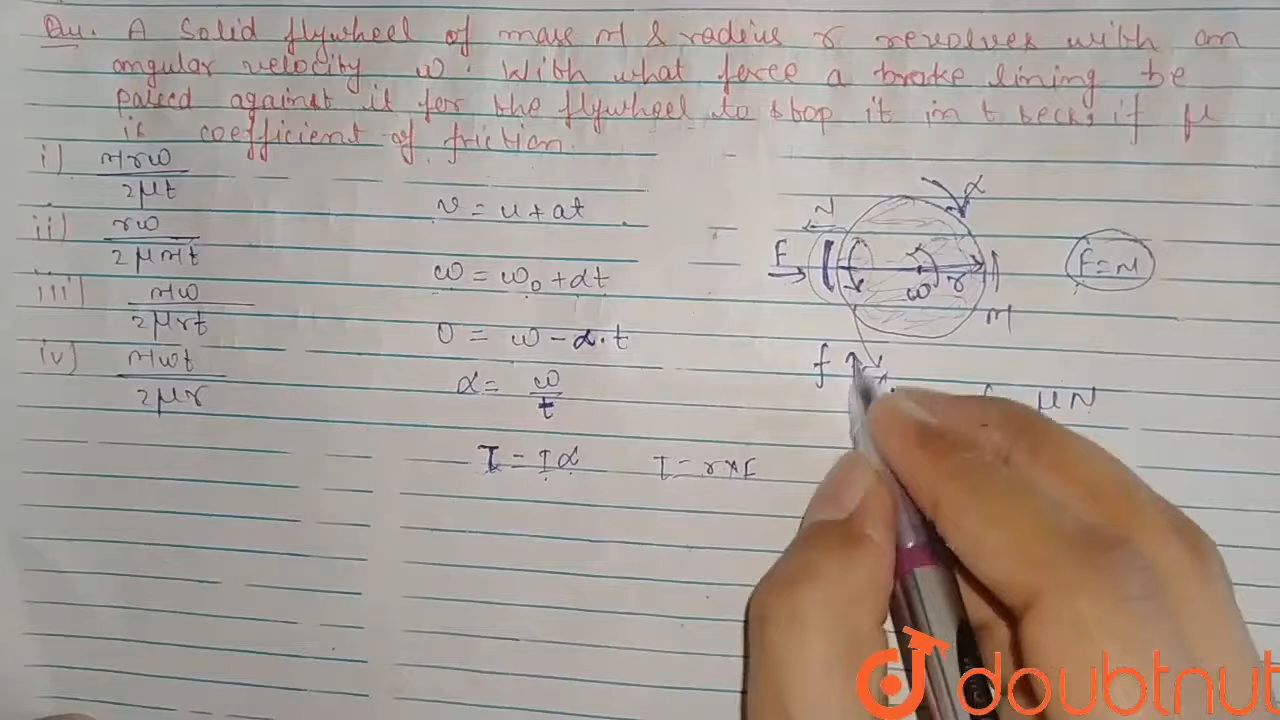 Qu. A Solid flywheel of mass M & radius r revolves with an
angular velocity ω. With what force a brake lining be
paced against it for the flywheel to stop it in t secs, if μ
is coefficient of friction.
i) Mrω/2μt
ii) rω/2μMt
iii) Mω/2μrt
iv) Mωt/2μr
v = u + at
ω = ω₀ + αt
0 = ω - α·t
α = ω/t
τ = Iα
τ = r×F
α
N
F
ω
r
M
F = N
f
μN
doubtnut